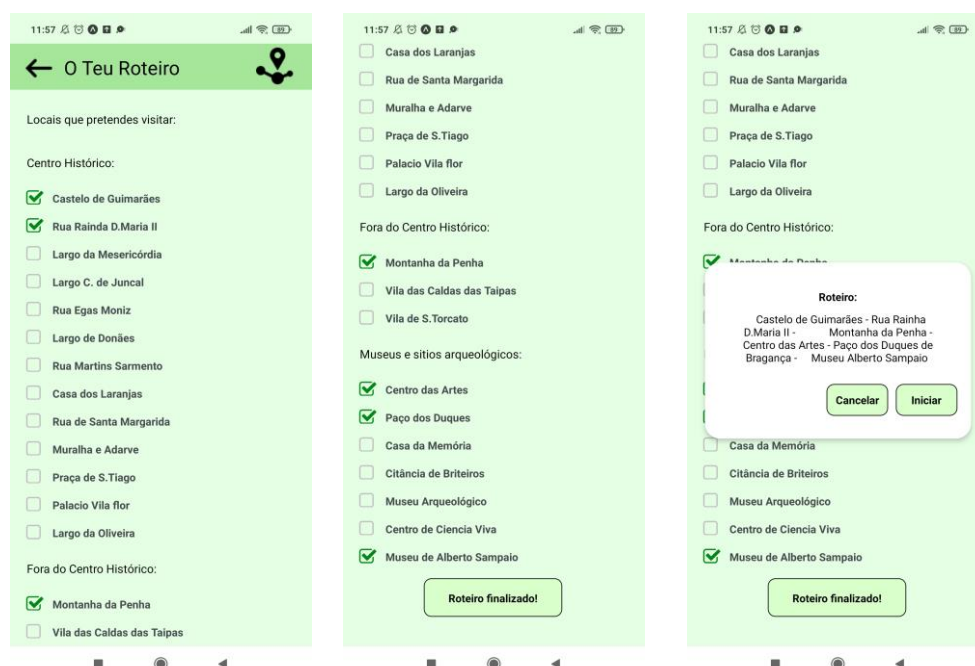 11:57
89
O Teu Roteiro
Locais que pretendes visitar:
Centro Histórico:
Castelo de Guimarães
Rua Rainda D.Maria II
Largo da Mesericórdia
Largo C. de Juncal
Rua Egas Moniz
Largo de Donães
Rua Martins Sarmento
Casa dos Laranjas
Rua de Santa Margarida
Muralha e Adarve
Praça de S.Tiago
Palacio Vila flor
Largo da Oliveira
Fora do Centro Histórico:
Montanha da Penha
Vila das Caldas das Taipas
11:57
89
Casa dos Laranjas
Rua de Santa Margarida
Muralha e Adarve
Praça de S.Tiago
Palacio Vila flor
Largo da Oliveira
Fora do Centro Histórico:
Montanha da Penha
Vila das Caldas das Taipas
Vila de S.Torcato
Museus e sitios arqueológicos:
Centro das Artes
Paço dos Duques
Casa da Memória
Citância de Briteiros
Museu Arqueológico
Centro de Ciencia Viva
Museu de Alberto Sampaio
Roteiro finalizado!
11:57
89
Casa dos Laranjas
Rua de Santa Margarida
Muralha e Adarve
Praça de S.Tiago
Palacio Vila flor
Largo da Oliveira
Fora do Centro Histórico:
Montanha da Penha
Roteiro:
Castelo de Guimarães - Rua Rainha
D.Maria II - Montanha da Penha -
Centro das Artes - Paço dos Duques de
Bragança - Museu Alberto Sampaio
Cancelar
Iniciar
Casa da Memória
Citância de Briteiros
Museu Arqueológico
Centro de Ciencia Viva
Museu de Alberto Sampaio
Roteiro finalizado!